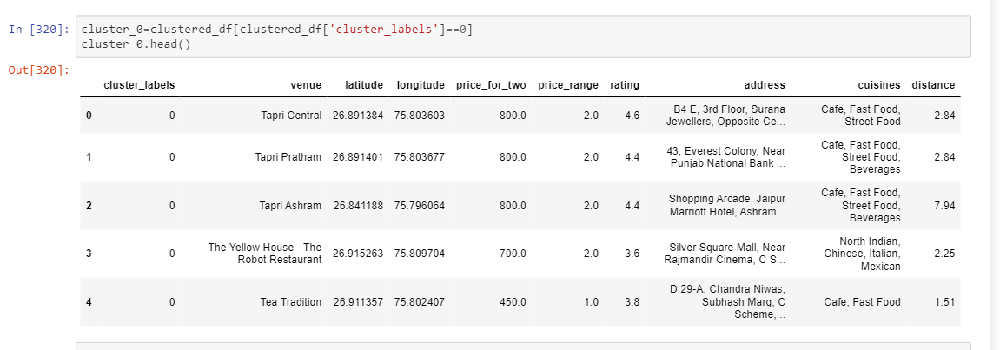 In [320]: cluster_0=clustered_df[clustered_df['cluster_labels']==0]
cluster_0.head()
Out[320]:
cluster_labels venue latitude longitude price_for_two price_range rating address cuisines distance
0 0 Tapri Central 26.891384 75.803603 800.0 2.0 4.6 B4 E, 3rd Floor, Surana Jewellers, Opposite Ce... Cafe, Fast Food, Street Food 2.84
1 0 Tapri Pratham 26.891401 75.803677 800.0 2.0 4.4 43, Everest Colony, Near Punjab National Bank ... Cafe, Fast Food, Street Food, Beverages 2.84
2 0 Tapri Ashram 26.841188 75.796064 800.0 2.0 4.4 Shopping Arcade, Jaipur Marriott Hotel, Ashram... Cafe, Fast Food, Street Food, Beverages 7.94
3 0 The Yellow House - The Robot Restaurant 26.915263 75.809704 700.0 2.0 3.6 Silver Square Mall, Near Rajmandir Cinema, C S... North Indian, Chinese, Italian, Mexican 2.25
4 0 Tea Tradition 26.911357 75.802407 450.0 1.0 3.8 D 29-A, Chandra Niwas, Subhash Marg, C Scheme,... Cafe, Fast Food 1.51